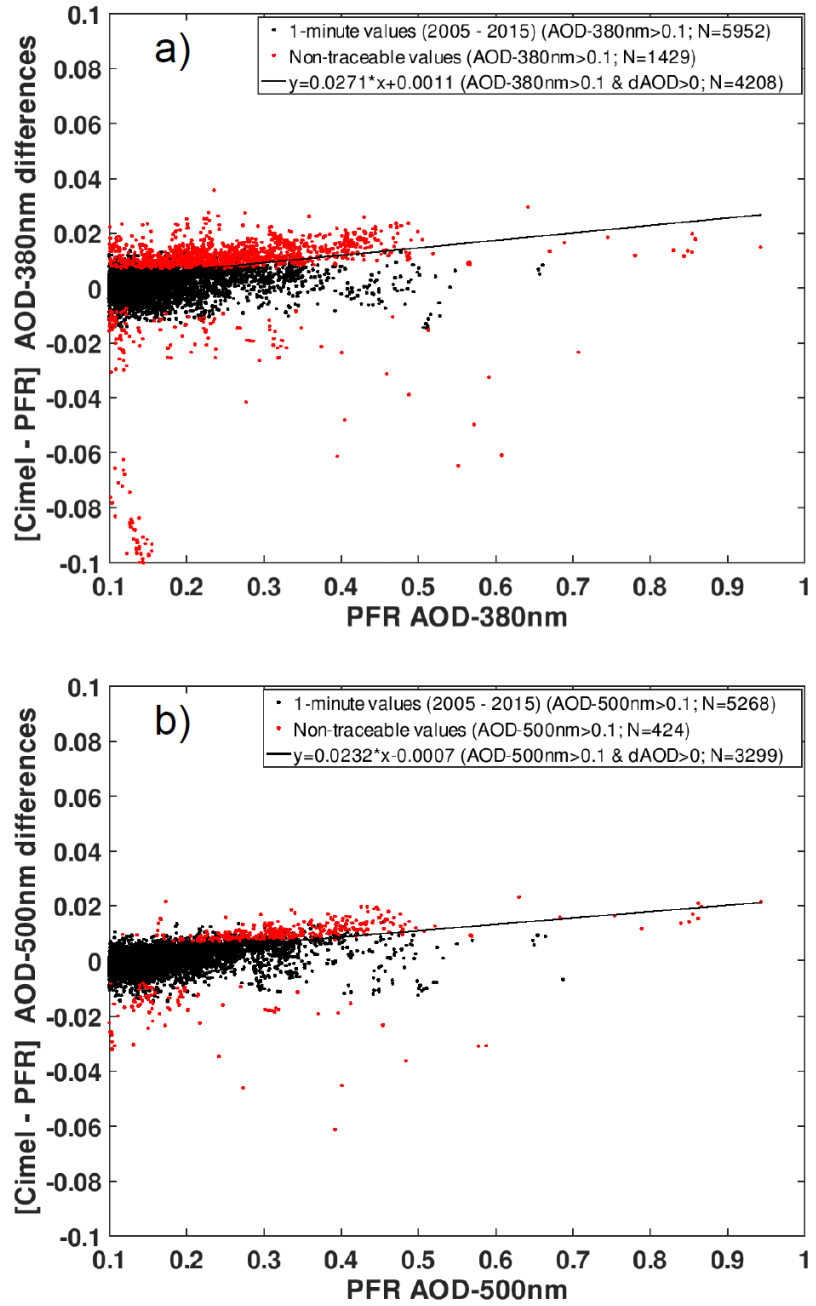 a)
1-minute values (2005 - 2015) (AOD-380nm>0.1; N=5952)
Non-traceable values (AOD-380nm>0.1; N=1429)
y=0.0271*x+0.0011 (AOD-380nm>0.1 & dAOD>0; N=4208)
[Cimel - PFR] AOD-380nm differences
0.1
0.08
0.06
0.04
0.02
0
-0.02
-0.04
-0.06
-0.08
-0.1
0.1 0.2 0.3 0.4 0.5 0.6 0.7 0.8 0.9 1
PFR AOD-380nm
b)
1-minute values (2005 - 2015) (AOD-500nm>0.1; N=5268)
Non-traceable values (AOD-500nm>0.1; N=424)
y=0.0232*x-0.0007 (AOD-500nm>0.1 & dAOD>0; N=3299)
[Cimel - PFR] AOD-500nm differences
0.1
0.08
0.06
0.04
0.02
0
-0.02
-0.04
-0.06
-0.08
-0.1
0.1 0.2 0.3 0.4 0.5 0.6 0.7 0.8 0.9 1
PFR AOD-500nm